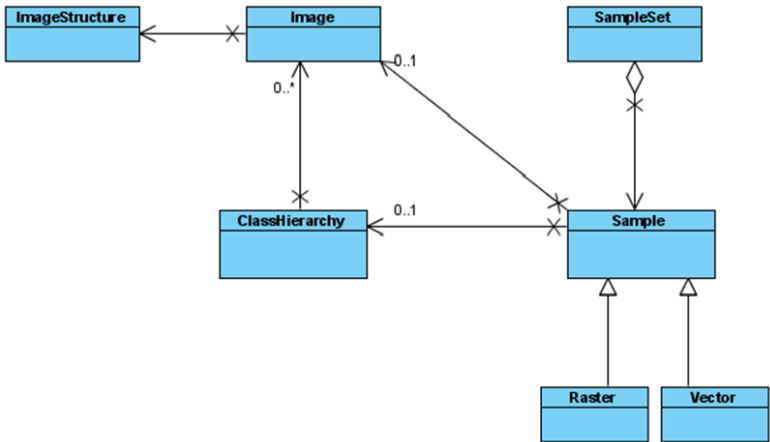 ImageStructure
Image
SampleSet
0..1
0..*
ClassHierarchy
0..1
Sample
Raster
Vector